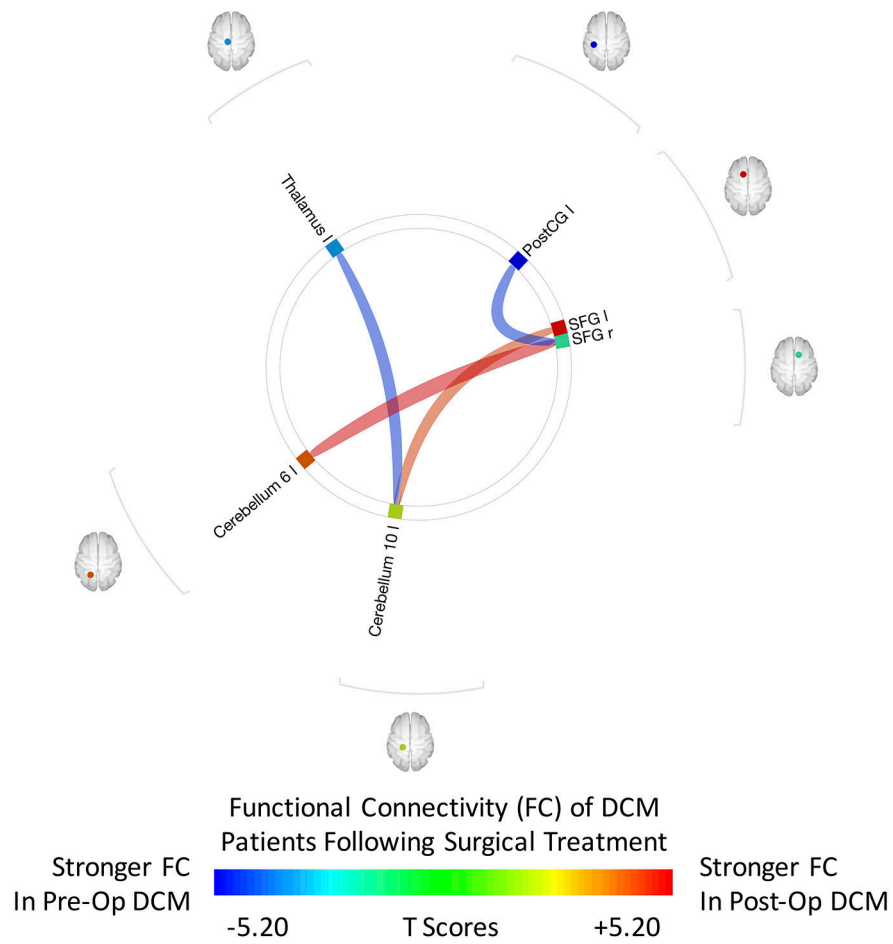 Thalamus l
PostCG l
SFG l
SFG r
Cerebellum 6 l
Cerebellum 10 l
Functional Connectivity (FC) of DCM
Patients Following Surgical Treatment
Stronger FC
In Pre-Op DCM
Stronger FC
In Post-Op DCM
-5.20
T Scores
+5.20